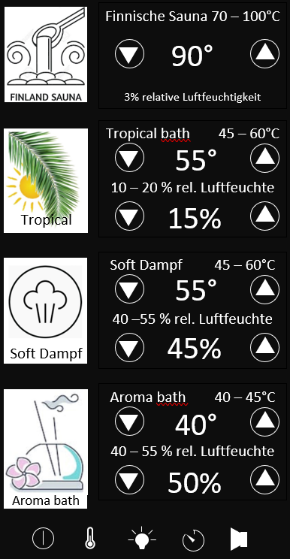 Finnische Sauna 70 – 100°C
90°
3% relative Luftfeuchtigkeit
FINLAND SAUNA
Tropical bath 45 – 60°C
55°
10 – 20 % rel. Luftfeuchte
15%
Tropical
Soft Dampf 45 – 60°C
55°
40 –55 % rel. Luftfeuchte
45%
Soft Dampf
Aroma bath 40 – 45°C
40°
40 – 55 % rel. Luftfeuchte
50%
Aroma bath